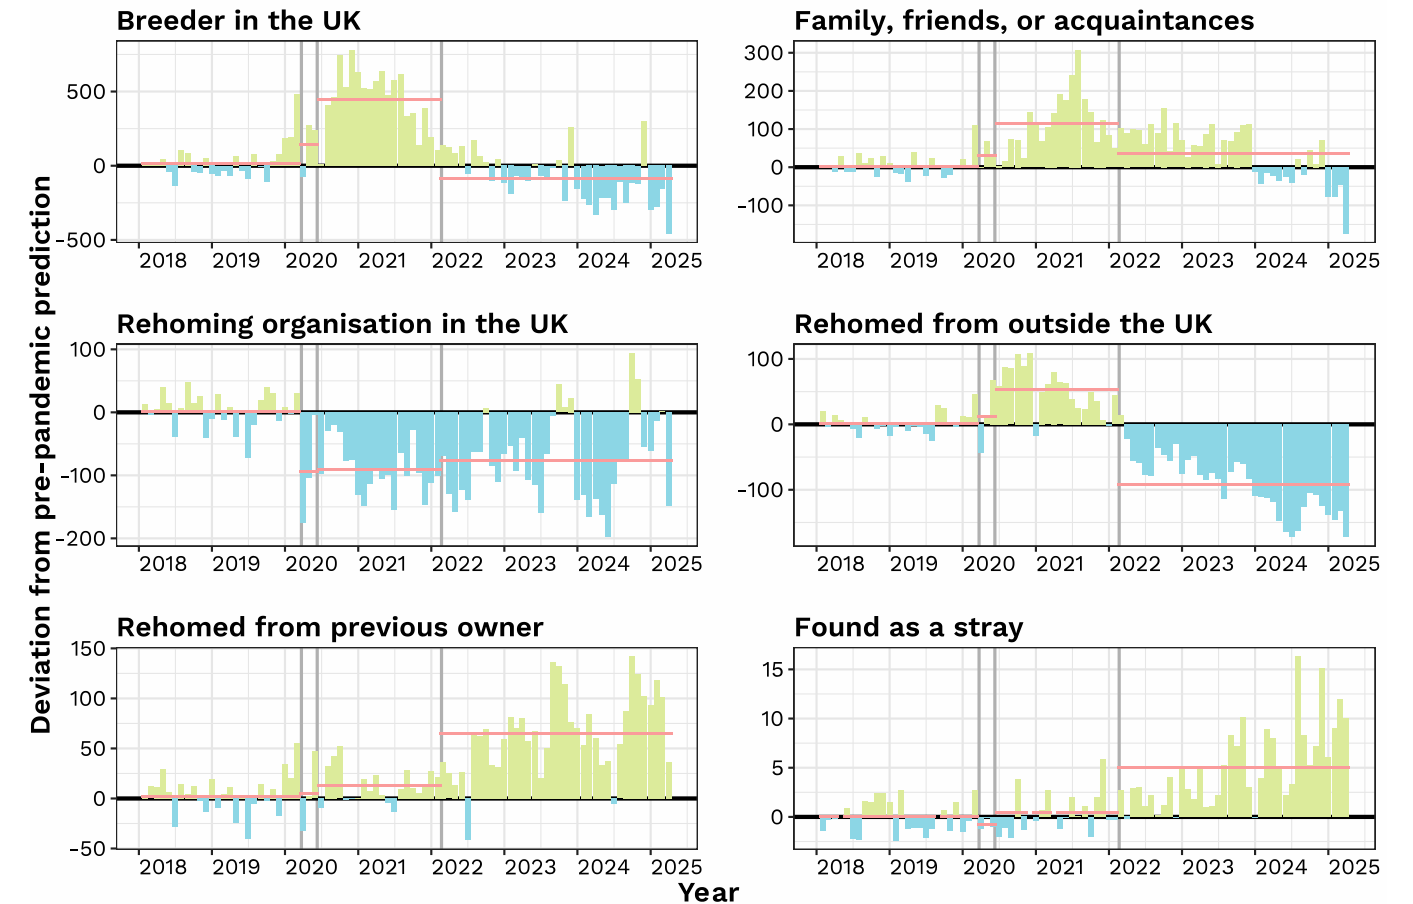 Breeder in the UK
500
0
-500
2018 2019 2020 2021 2022 2023 2024 2025
Family, friends, or acquaintances
300
200
100
0
-100
2018 2019 2020 2021 2022 2023 2024 2025
Deviation from pre-pandemic prediction
Rehoming organisation in the UK
100
0
-100
-200
2018 2019 2020 2021 2022 2023 2024 2025
Rehomed from outside the UK
100
0
-100
2018 2019 2020 2021 2022 2023 2024 2025
Rehomed from previous owner
150
100
50
0
-50
2018 2019 2020 2021 2022 2023 2024 2025
Found as a stray
15
10
5
0
2018 2019 2020 2021 2022 2023 2024 2025
Year